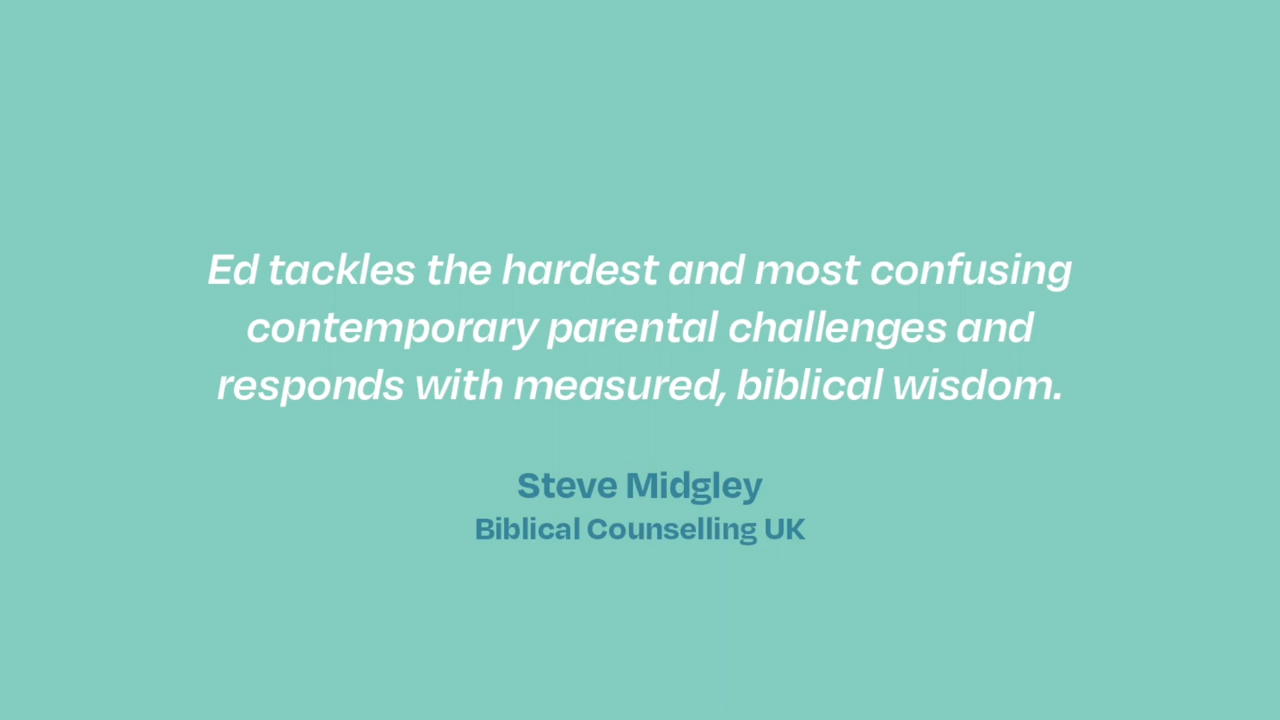 Ed tackles the hardest and most confusing
contemporary parental challenges and
responds with measured, biblical wisdom.
Steve Midgley
Biblical Counselling UK